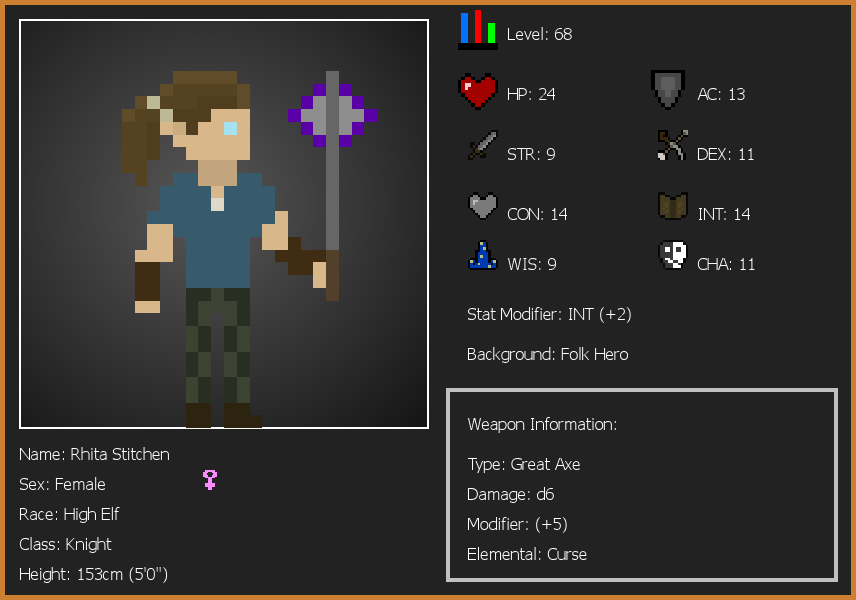 Level: 68
HP: 24
AC: 13
STR: 9
DEX: 11
CON: 14
INT: 14
WIS: 9
CHA: 11
Stat Modifier: INT (+2)
Background: Folk Hero
Weapon Information:
Type: Great Axe
Damage: d6
Modifier: (+5)
Elemental: Curse
Name: Rhita Stitchen
Sex: Female
Race: High Elf
Class: Knight
Height: 153cm (5'0")